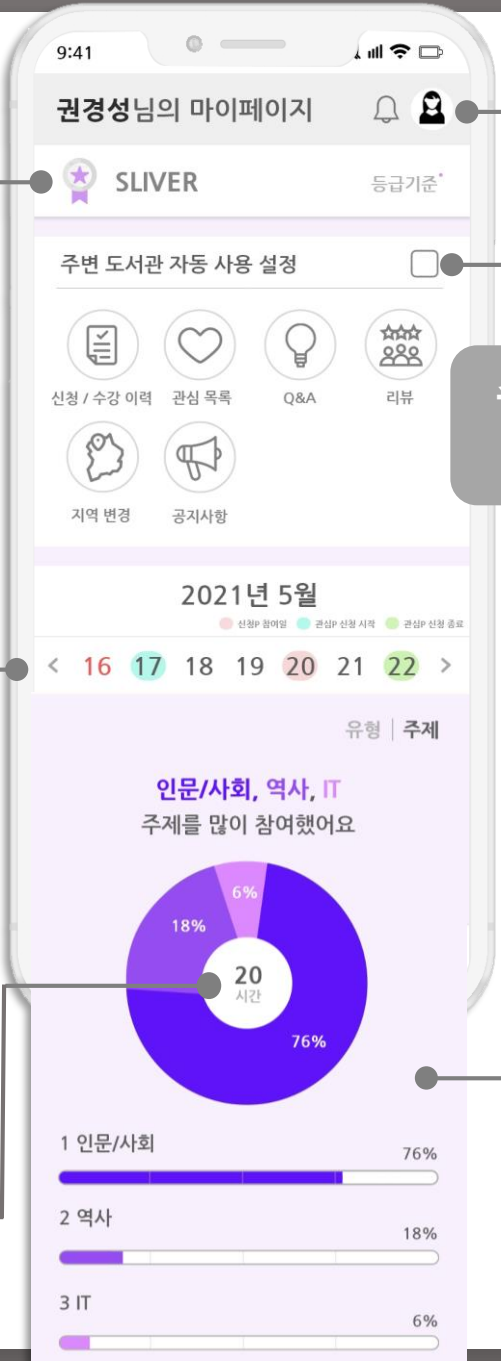 9:41
권경성님의 마이페이지
SLIVER
등급기준*
주변 도서관 자동 사용 설정
신청 / 수강 이력
관심 목록
Q&A
리뷰
지역 변경
공지사항
2021년 5월
신청P 참여일
관심P 신청 시작
관심P 신청 종료
< 16 17 18 19 20 21 22 >
유형 | 주제
인문/사회, 역사, IT
주제를 많이 참여했어요
6%
18%
20
시간
76%
1 인문/사회
76%
2 역사
18%
3 IT
6%